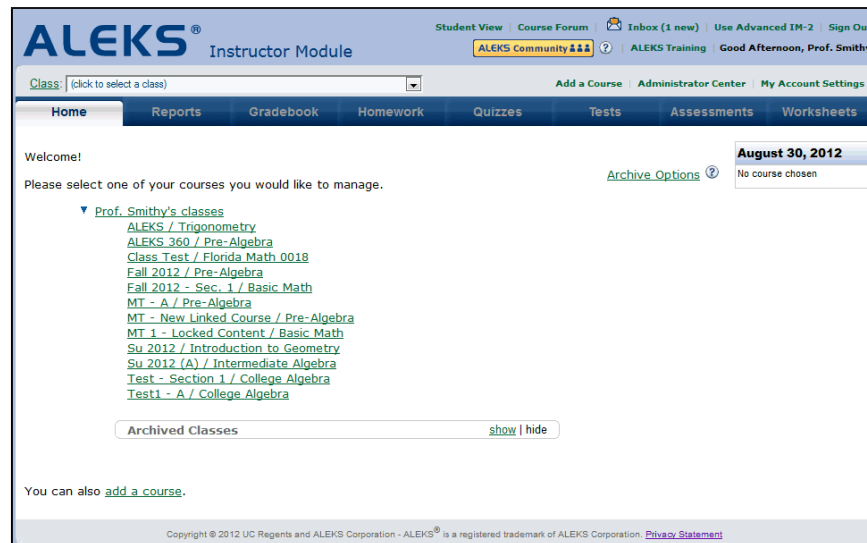 ALEKS® Instructor Module
Student View | Course Forum | Inbox (1 new) | Use Advanced IM-2 | Sign Ou
ALEKS Community ? | ALEKS Training | Good Afternoon, Prof. Smithy
Class: (click to select a class)
Add a Course | Administrator Center | My Account Settings
Home Reports Gradebook Homework Quizzes Tests Assessments Worksheets
Welcome!
Please select one of your courses you would like to manage.
Archive Options ?
August 30, 2012
No course chosen
Prof. Smithy's classes
ALEKS / Trigonometry
ALEKS 360 / Pre-Algebra
Class Test / Florida Math 0018
Fall 2012 / Pre-Algebra
Fall 2012 - Sec. 1 / Basic Math
MT - A / Pre-Algebra
MT - New Linked Course / Pre-Algebra
MT 1 - Locked Content / Basic Math
Su 2012 / Introduction to Geometry
Su 2012 (A) / Intermediate Algebra
Test - Section 1 / College Algebra
Test1 - A / College Algebra
Archived Classes show | hide
You can also add a course.
Copyright © 2012 UC Regents and ALEKS Corporation - ALEKS® is a registered trademark of ALEKS Corporation. Privacy Statement